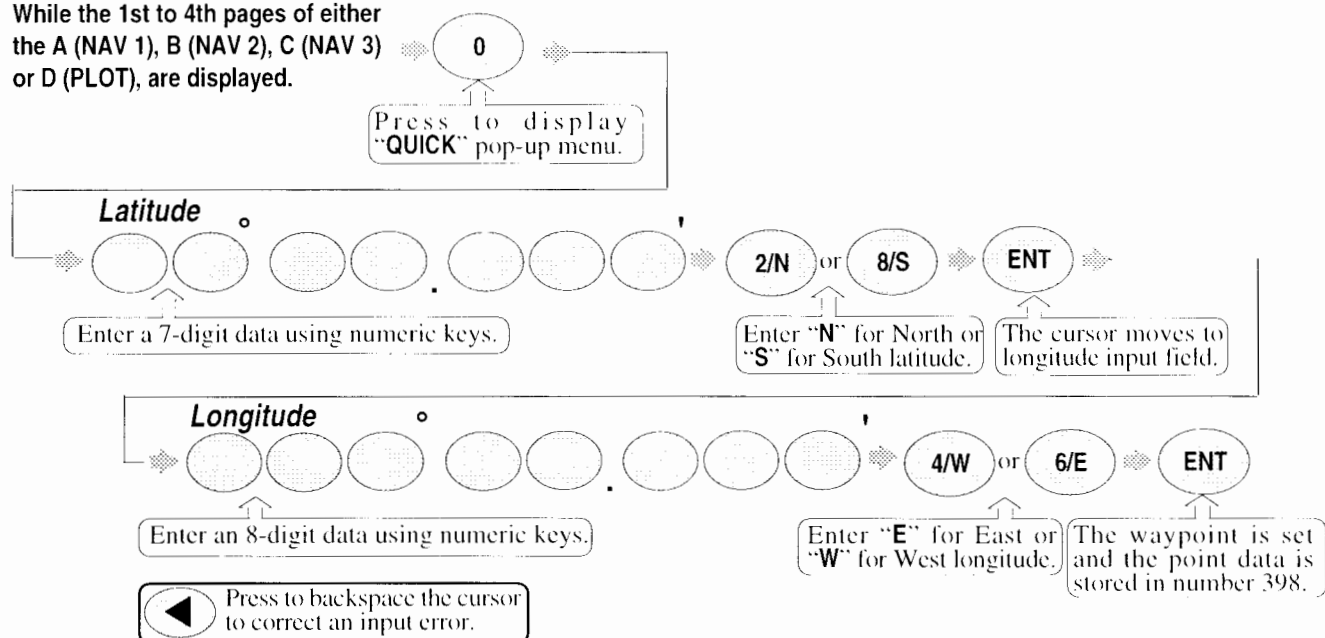 While the 1st to 4th pages of either
the A (NAV 1), B (NAV 2), C (NAV 3)
or D (PLOT), are displayed.
0
Press to display
“QUICK” pop-up menu.
Latitude
° . '
2/N or 8/S
ENT
Enter a 7-digit data using numeric keys.
Enter “N” for North or
“S” for South latitude.
The cursor moves to
longitude input field.
Longitude
° . '
4/W or 6/E
ENT
Enter an 8-digit data using numeric keys.
Enter “E” for East or
“W” for West longitude.
The waypoint is set
and the point data is
stored in number 398.
Press to backspace the cursor
to correct an input error.